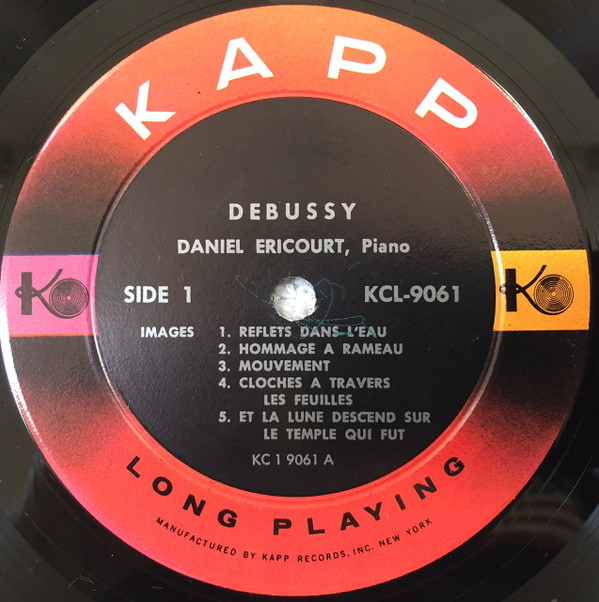 KAPP
DEBUSSY
DANIEL ERICOURT, Piano
SIDE 1 KCL-9061
IMAGES 1. REFLETS DANS L'EAU
2. HOMMAGE A RAMEAU
3. MOUVEMENT
4. CLOCHES A TRAVERS
LES FEUILLES
5. ET LA LUNE DESCEND SUR
LE TEMPLE QUI FUT
KC 1 9061 A
K
K
LONG PLAYING
MANUFACTURED BY KAPP RECORDS, INC. NEW YORK